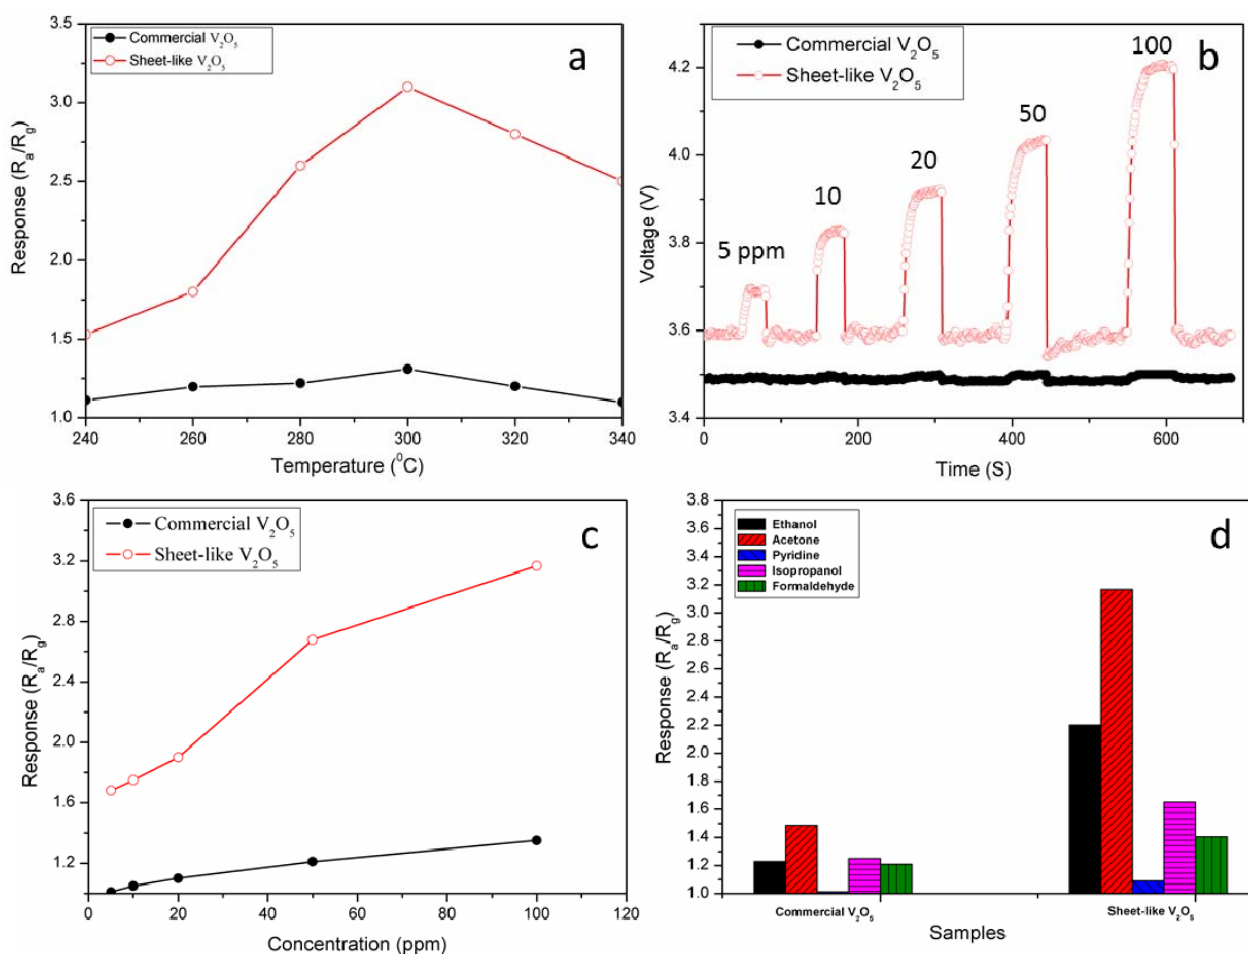 3.5
3.0
2.5
2.0
1.5
1.0
Response (Rₐ/R_g)
Commercial V₂O₅
Sheet-like V₂O₅
a
240
260
280
300
320
340
Temperature (⁰C)
4.2
4.0
3.8
3.6
3.4
Voltage (V)
Commercial V₂O₅
Sheet-like V₂O₅
b
5 ppm
10
20
50
100
0
200
400
600
Time (S)
3.6
3.2
2.8
2.4
2.0
1.6
1.2
Response (Rₐ/R_g)
Commercial V₂O₅
Sheet-like V₂O₅
c
0
20
40
60
80
100
120
Concentration (ppm)
3.8
3.6
3.4
3.2
3.0
2.8
2.6
2.4
2.2
2.0
1.8
1.6
1.4
1.2
1.0
Response (Rₐ/R_g)
Ethanol
Acetone
Pyridine
Isopropanol
Formaldehyde
d
Commercial V₂O₅
Sheet-like V₂O₅
Samples